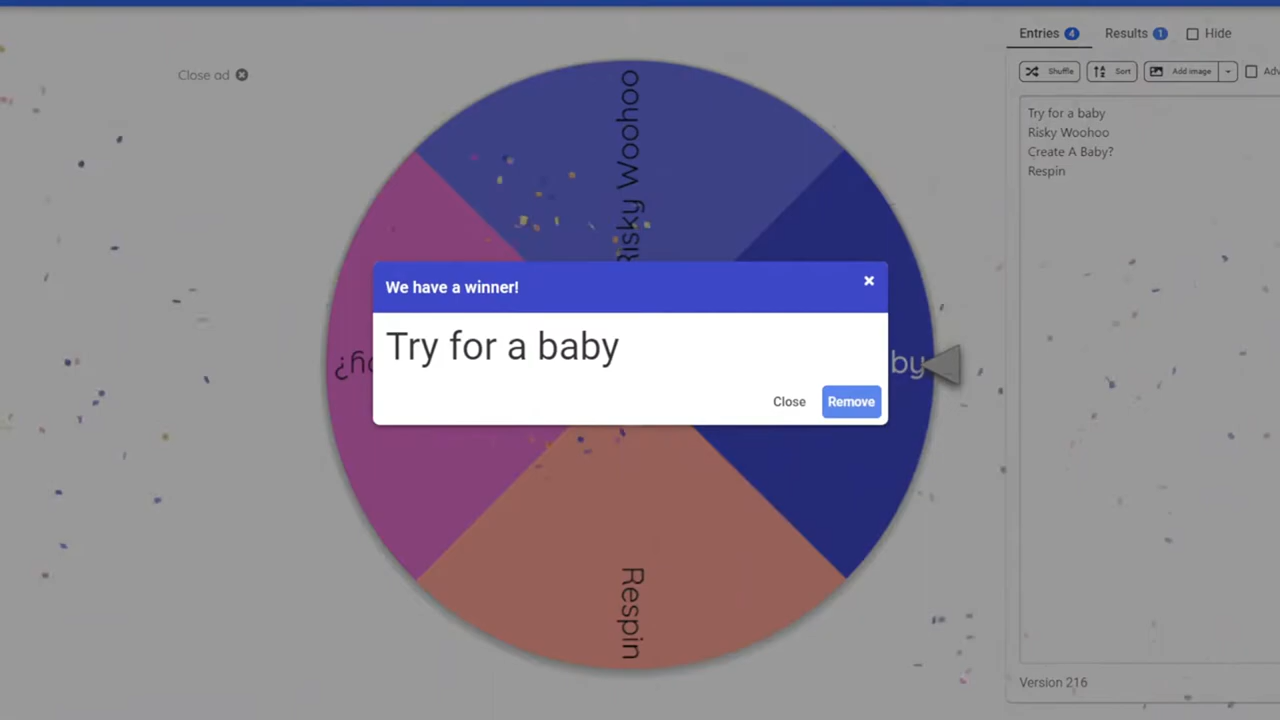 Entries 4 Results 1 Hide
Close ad
Shuffle Sort Add image
Try for a baby
Risky Woohoo
Create A Baby?
Respin
Risky Woohoo
We have a winner!
Try for a baby
Close Remove
by
Respin
Version 216